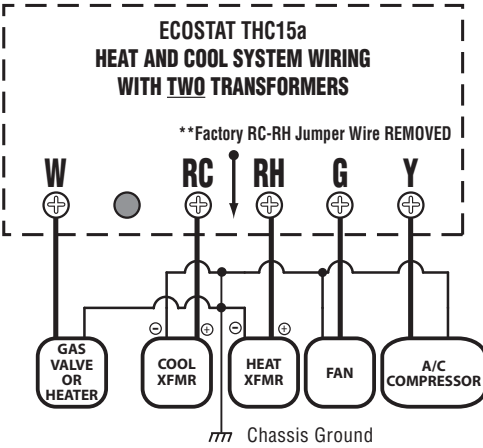 ECOSTAT THC15a
HEAT AND COOL SYSTEM WIRING
WITH TWO TRANSFORMERS
**Factory RC-RH Jumper Wire REMOVED
W RC RH G Y
⊖ ⊕ ⊖ ⊕
GAS
VALVE
OR
HEATER
COOL
XFMR
HEAT
XFMR
FAN
A/C
COMPRESSOR
Chassis Ground